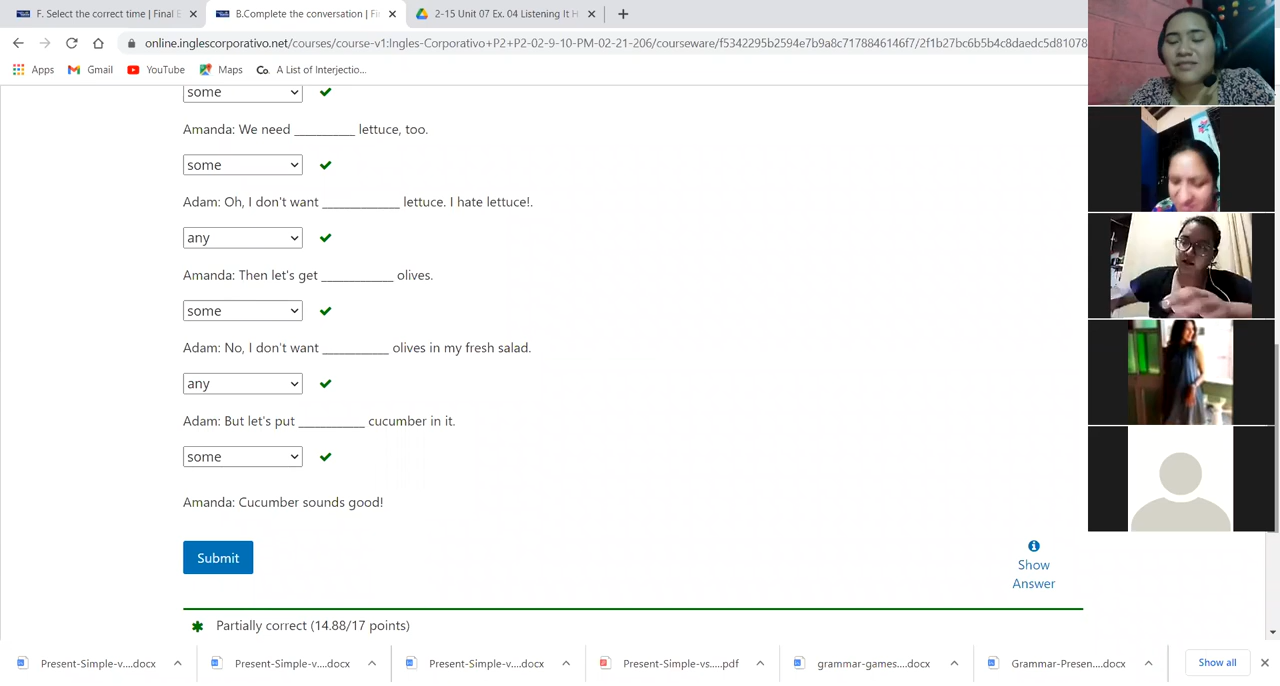 F. Select the correct time | Final E
B.Complete the conversation | Fi
2-15 Unit 07 Ex. 04 Listening It H
online.inglescorporativo.net/courses/course-v1:Ingles-Corporativo+P2+P2-02-9-10-PM-02-21-206/courseware/f5342295b2594e7b9a8c7178846146f7/2f1b27bc6b5b4c8daedc5d81078
Apps
Gmail
YouTube
Maps
Co. A List of Interjectio...
some
Amanda: We need _________ lettuce, too.
some
Adam: Oh, I don't want ____________ lettuce. I hate lettuce!.
any
Amanda: Then let's get ___________ olives.
some
Adam: No, I don't want __________ olives in my fresh salad.
any
Adam: But let's put __________ cucumber in it.
some
Amanda: Cucumber sounds good!
Submit
Show
Answer
Partially correct (14.88/17 points)
Present-Simple-v....docx
Present-Simple-v....docx
Present-Simple-v....docx
Present-Simple-vs.....pdf
grammar-games....docx
Grammar-Presen....docx
Show all